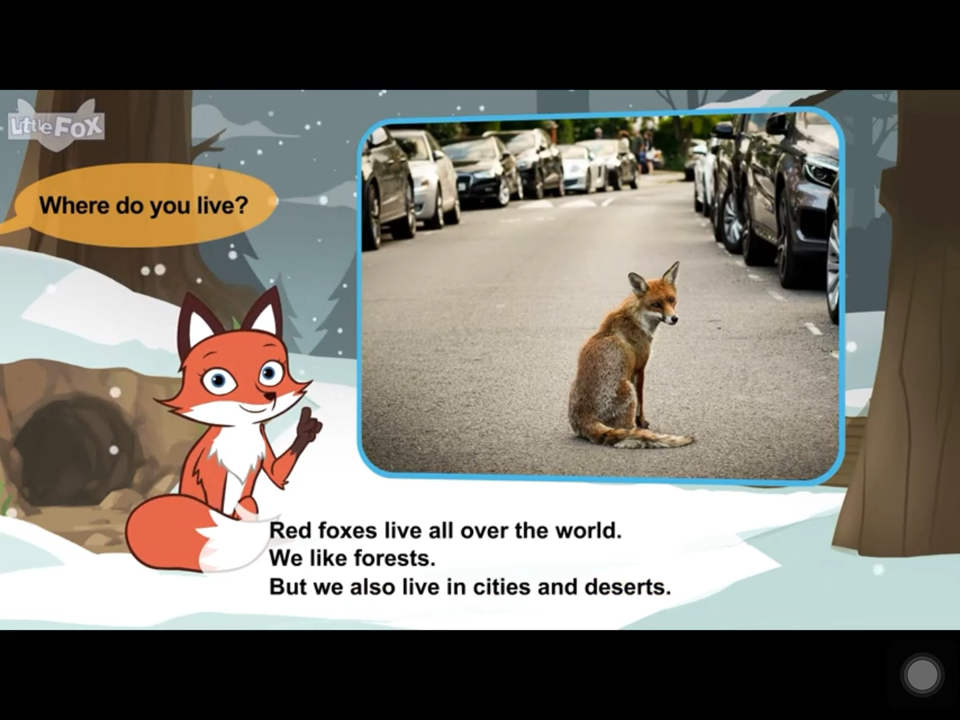 Little Fox
Where do you live?
Red foxes live all over the world.
We like forests.
But we also live in cities and deserts.